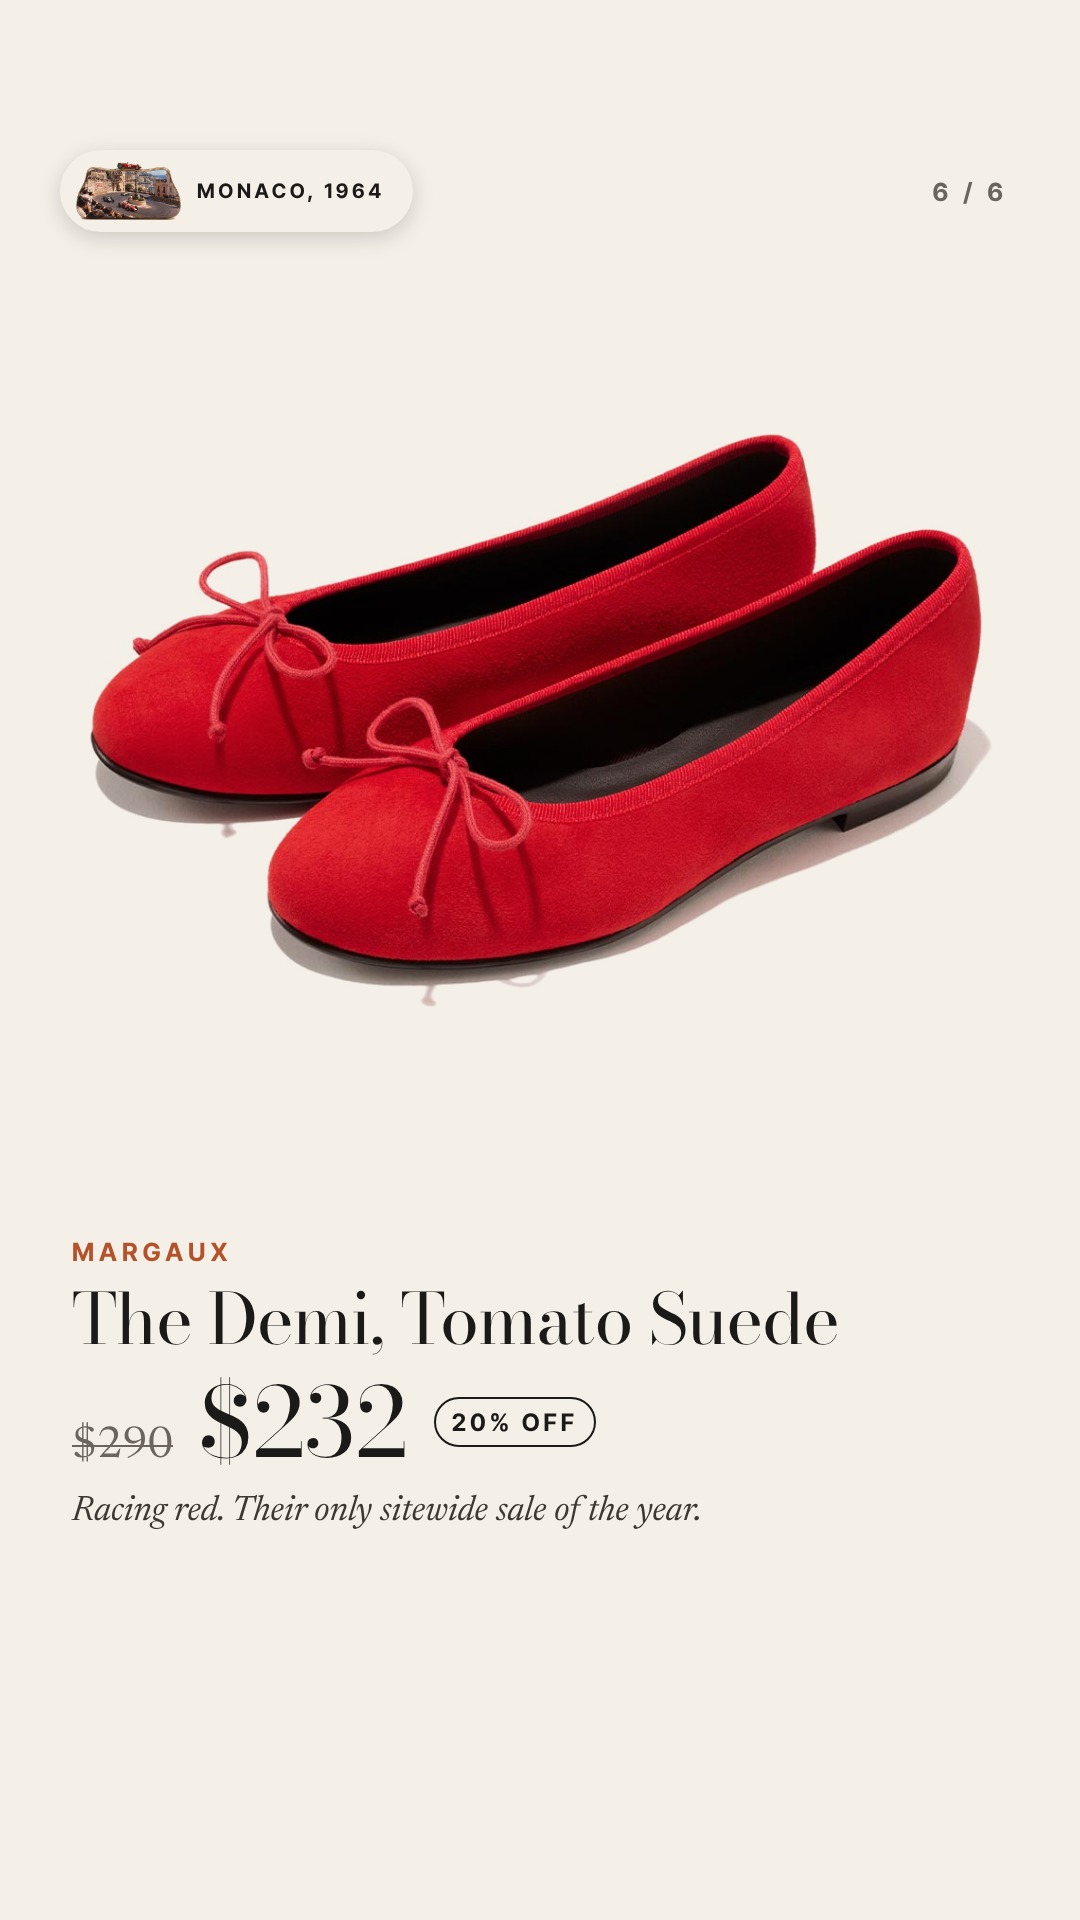 MONACO, 1964
6 / 6
MARGAUX
The Demi, Tomato Suede
$290 $232 20% OFF
Racing red. Their only sitewide sale of the year.